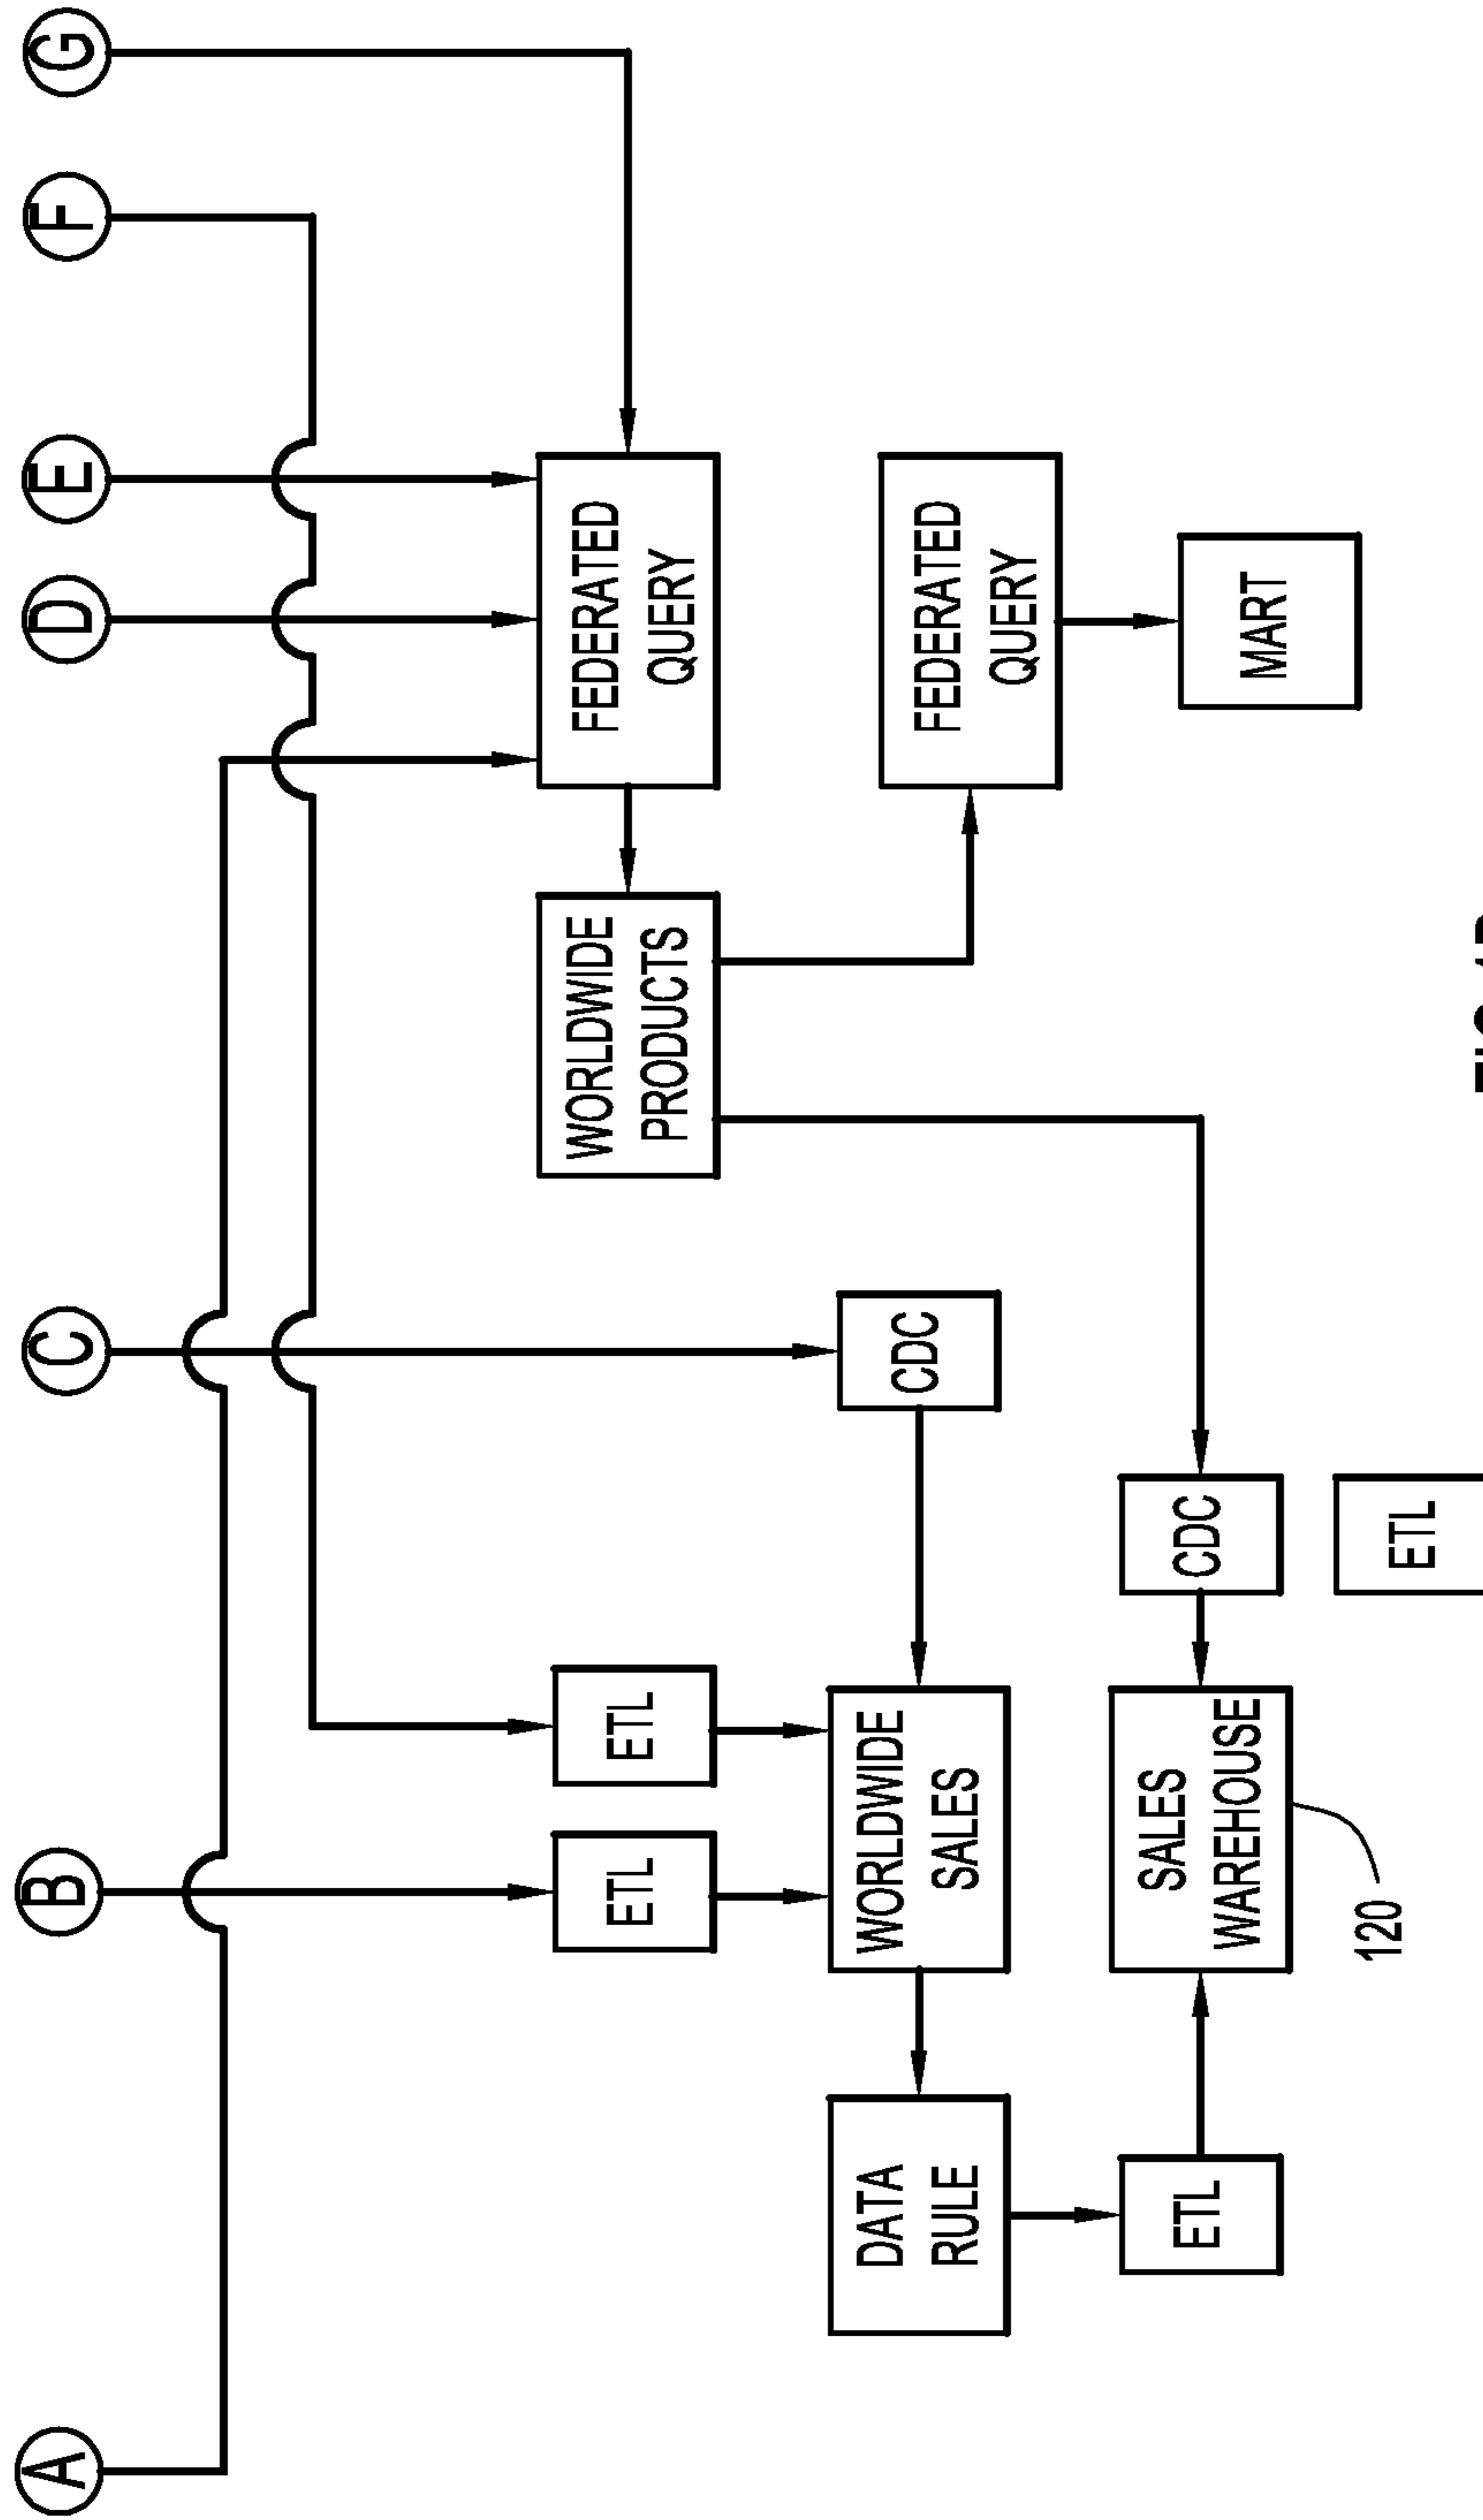 A
B
C
D
E
F
G
ETL
ETL
WORLDWIDE
PRODUCTS
FEDERATED
QUERY
DATA
RULE
WORLDWIDE
SALES
CDC
FEDERATED
QUERY
ETL
SALES
WAREHOUSE
CDC
MART
120
ETL